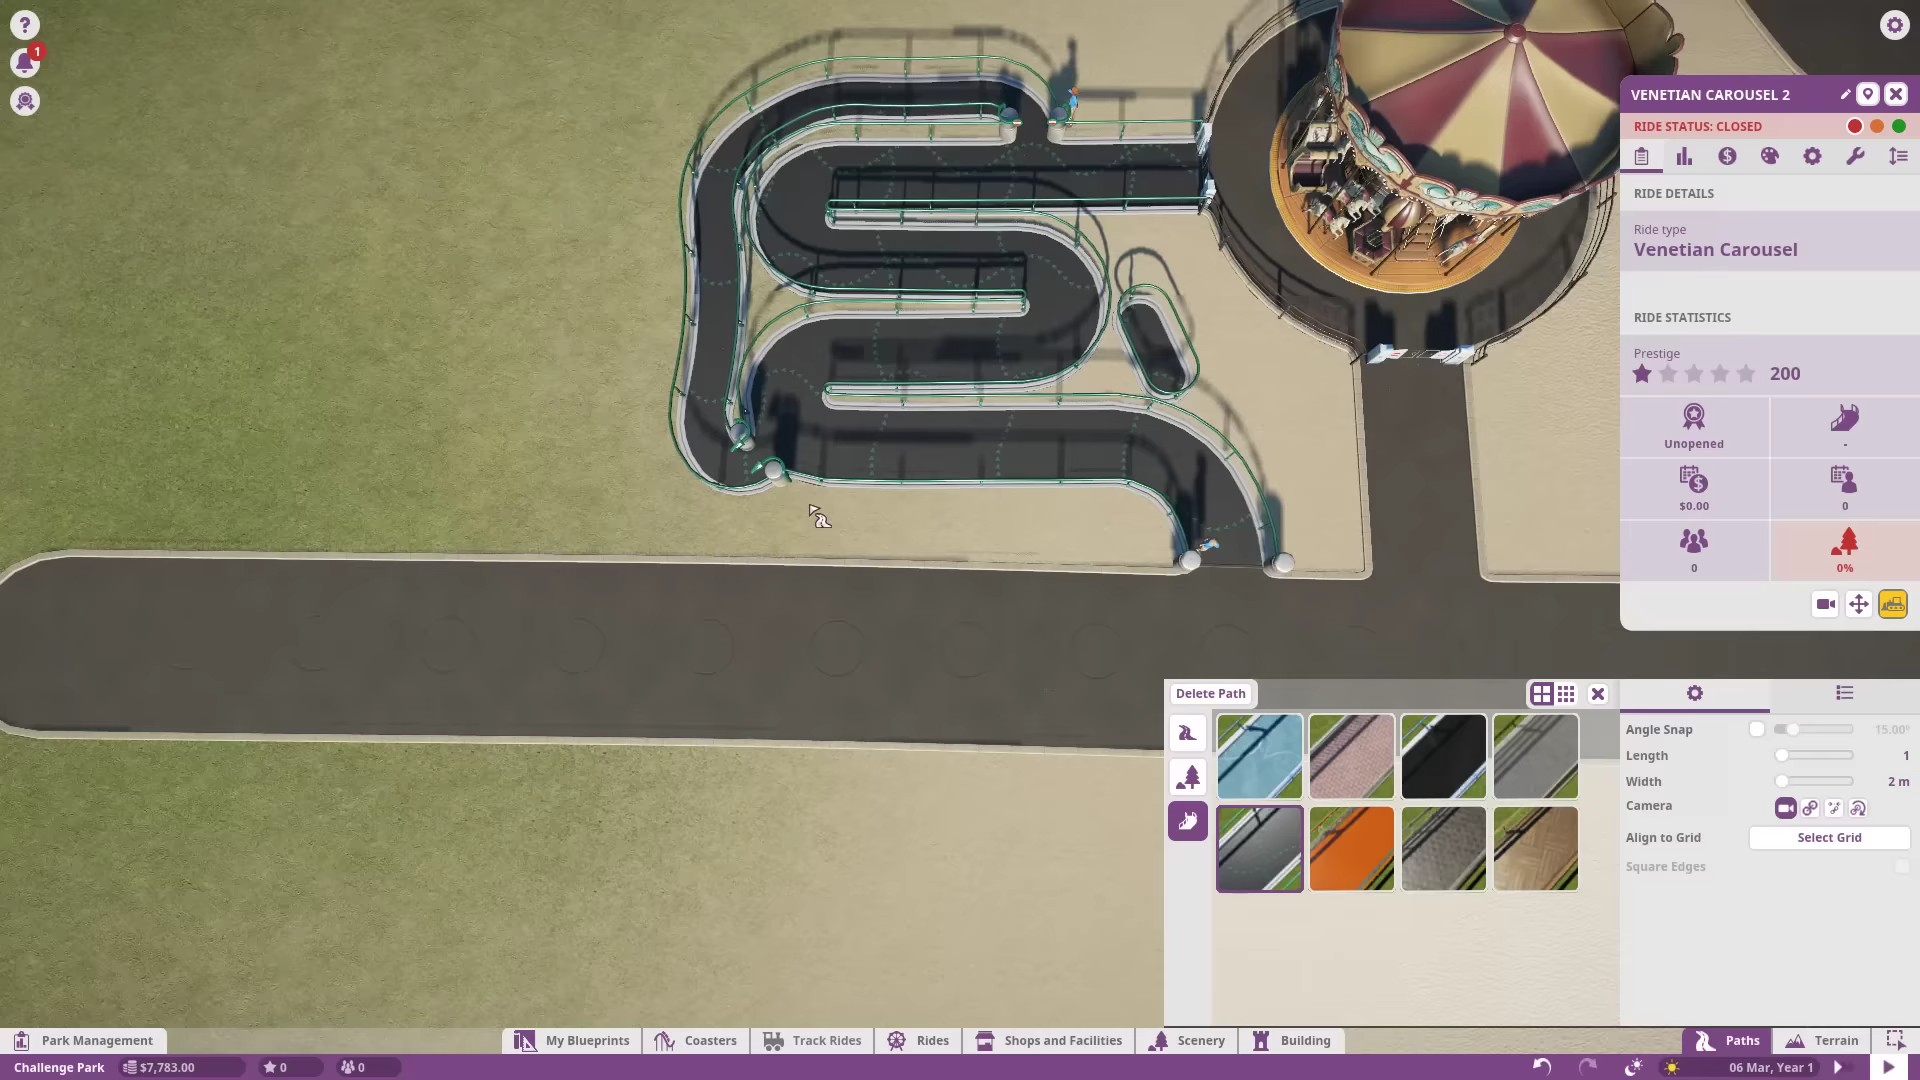 ?
1
VENETIAN CAROUSEL 2
RIDE STATUS: CLOSED
RIDE DETAILS
Ride type
Venetian Carousel
RIDE STATISTICS
Prestige
200
Unopened
-
$0.00
0
0
0%
Delete Path
Angle Snap
15.00°
Length
1
Width
2 m
Camera
Align to Grid
Select Grid
Square Edges
Park Management
My Blueprints
Coasters
Track Rides
Rides
Shops and Facilities
Scenery
Building
Paths
Terrain
Challenge Park
$7,783.00
0
0
06 Mar, Year 1